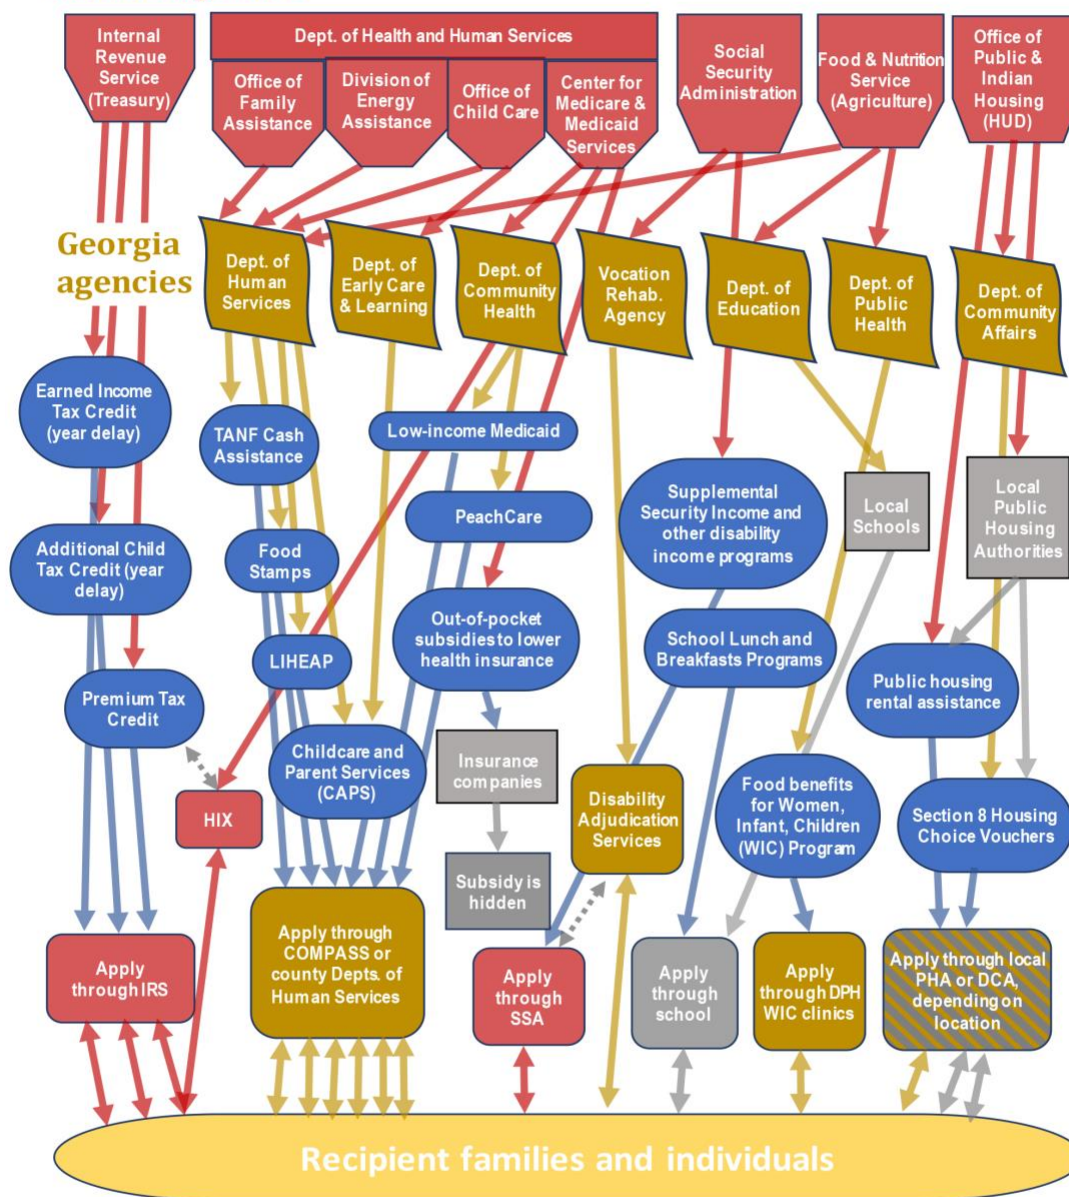 Internal
Revenue
Service
(Treasury)
Dept. of Health and Human Services
Office of
Family
Assistance
Division of
Energy
Assistance
Office of
Child Care
Center for
Medicare &
Medicaid
Services
Social
Security
Administration
Food & Nutrition
Service
(Agriculture)
Office of
Public &
Indian
Housing
(HUD)
Georgia
agencies
Dept. of
Human
Services
Dept. of
Early Care
& Learning
Dept. of
Community
Health
Vocation
Rehab.
Agency
Dept. of
Education
Dept. of
Public
Health
Dept. of
Community
Affairs
Earned Income
Tax Credit
(year delay)
TANF Cash
Assistance
Low-income Medicaid
PeachCare
Supplemental
Security Income and
other disability
income programs
Local
Schools
Local
Public
Housing
Authorities
Additional Child
Tax Credit (year
delay)
Food
Stamps
Out-of-pocket
subsidies to lower
health insurance
School Lunch and
Breakfasts Programs
LIHEAP
Public housing
rental assistance
Premium Tax
Credit
Childcare and
Parent Services
(CAPS)
Insurance
companies
HIX
Disability
Adjudication
Services
Food benefits
for Women,
Infant, Children
(WIC) Program
Section 8 Housing
Choice Vouchers
Subsidy is
hidden
Apply
through IRS
Apply through
COMPASS or
county Depts. of
Human Services
Apply
through
SSA
Apply
through
school
Apply
through DPH
WIC clinics
Apply through local
PHA or DCA,
depending on
location
Recipient families and individuals